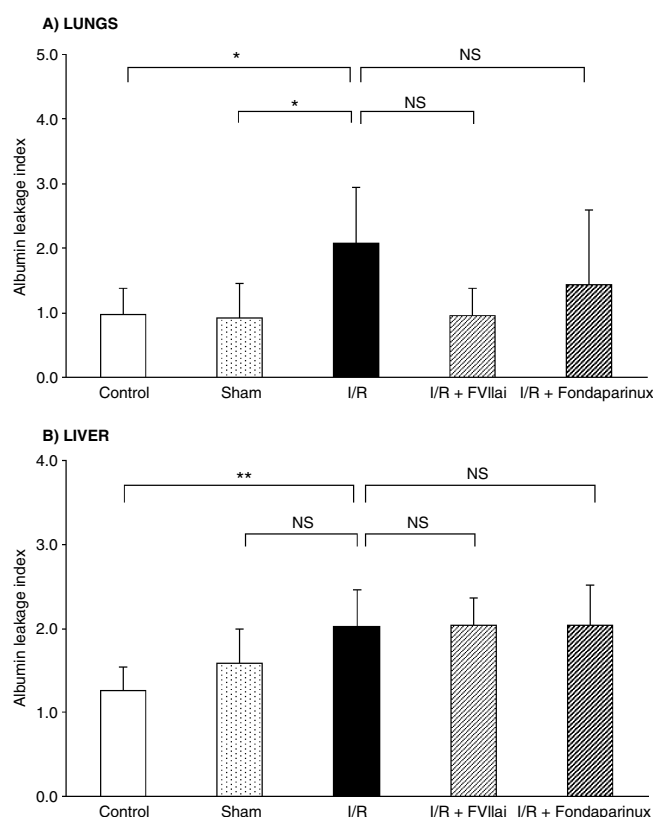 A) LUNGS
5.0
4.0
3.0
2.0
1.0
0.0
Albumin leakage index
*
NS
*
NS
Control
Sham
I/R
I/R + FVIIai
I/R + Fondaparinux
B) LIVER
4.0
3.0
2.0
1.0
0.0
Albumin leakage index
**
NS
NS
NS
Control
Sham
I/R
I/R + FVIIai
I/R + Fondaparinux